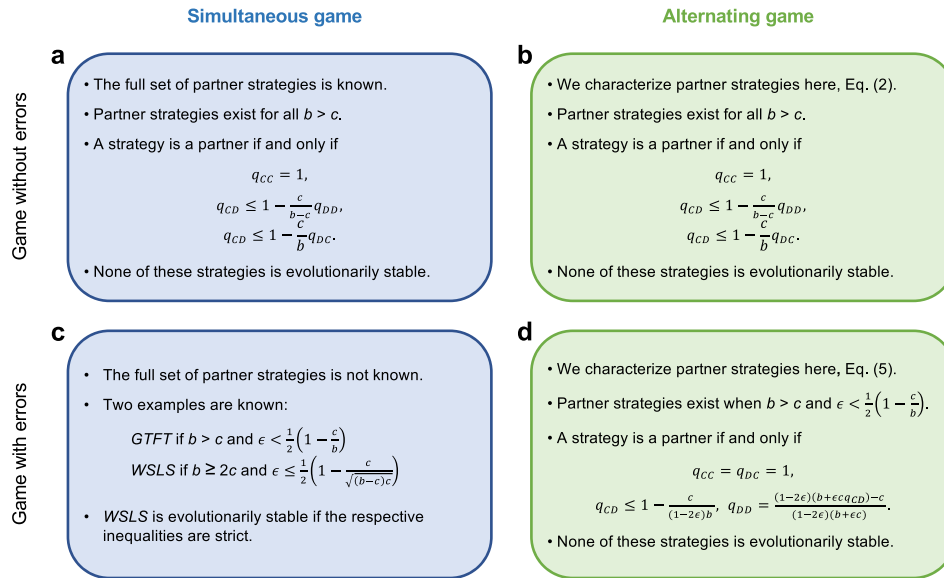 Simultaneous game
Alternating game
Game without errors
a
• The full set of partner strategies is known.
• Partner strategies exist for all b > c.
• A strategy is a partner if and only if
q_CC = 1,
q_CD ≤ 1 − c/(b−c) q_DD,
q_CD ≤ 1 − c/b q_DC.
• None of these strategies is evolutionarily stable.
b
• We characterize partner strategies here, Eq. (2).
• Partner strategies exist for all b > c.
• A strategy is a partner if and only if
q_CC = 1,
q_CD ≤ 1 − c/(b−c) q_DD,
q_CD ≤ 1 − c/b q_DC.
• None of these strategies is evolutionarily stable.
Game with errors
c
• The full set of partner strategies is not known.
• Two examples are known:
GTFT if b > c and ϵ < 1/2 (1 − c/b)
WSLS if b ≥ 2c and ϵ ≤ 1/2 (1 − c/√((b−c)c))
• WSLS is evolutionarily stable if the respective
inequalities are strict.
d
• We characterize partner strategies here, Eq. (5).
• Partner strategies exist when b > c and ϵ < 1/2 (1 − c/b).
• A strategy is a partner if and only if
q_CC = q_DC = 1,
q_CD ≤ 1 − c/((1−2ϵ)b), q_DD = ((1−2ϵ)(b+ϵcq_CD)−c)/((1−2ϵ)(b+ϵc)).
• None of these strategies is evolutionarily stable.